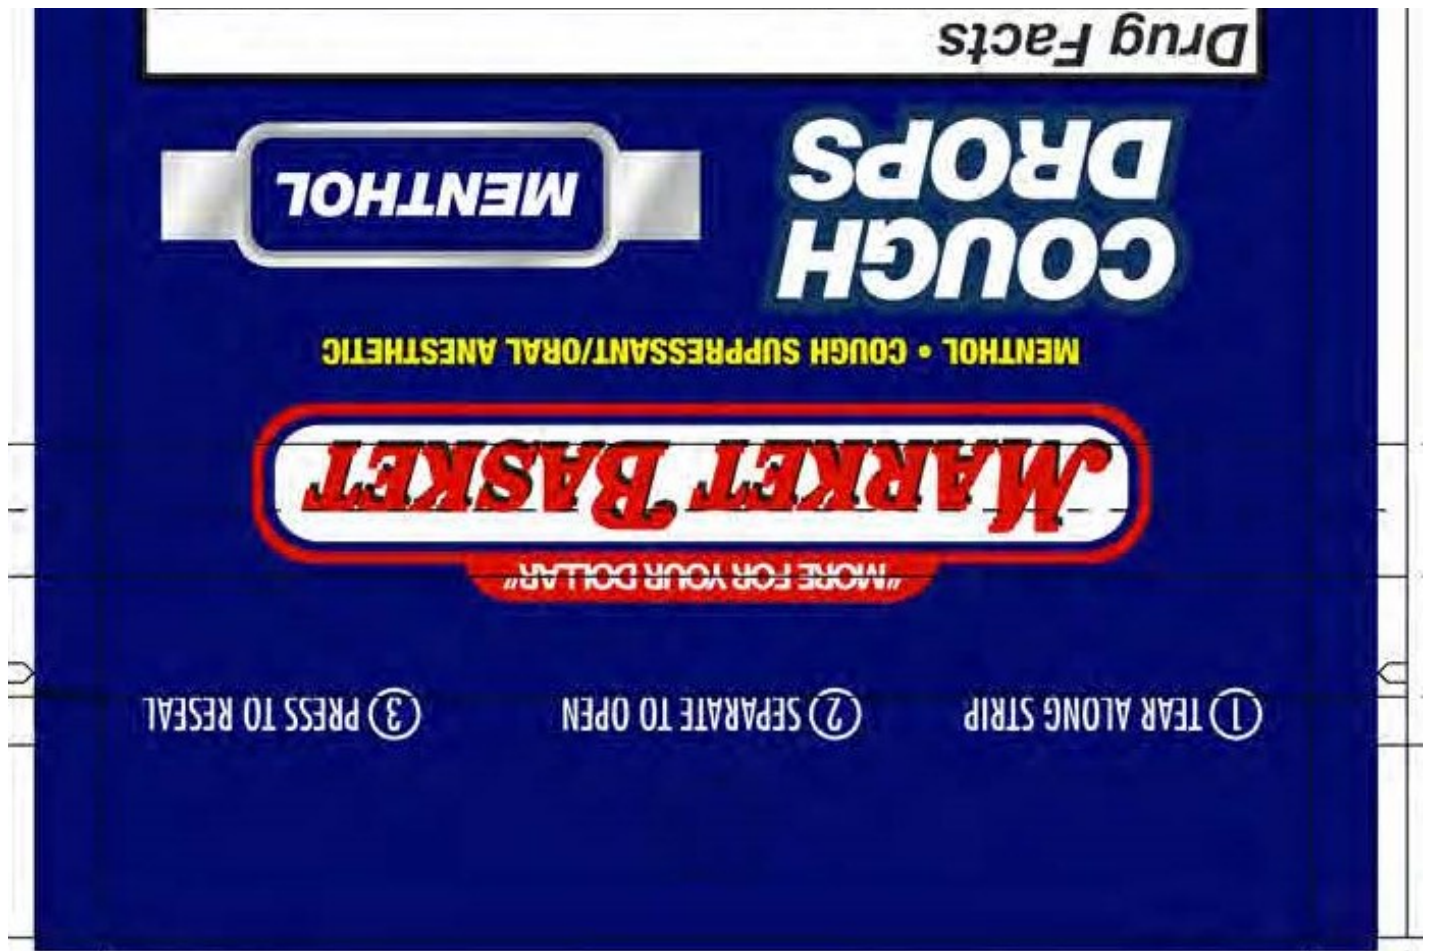 ① TEAR ALONG STRIP ② SEPARATE TO OPEN ③ PRESS TO RESEAL
"MORE FOR YOUR DOLLAR"
MARKET BASKET
MENTHOL • COUGH SUPPRESSANT/ORAL ANESTHETIC
COUGH
DROPS
MENTHOL
Drug Facts